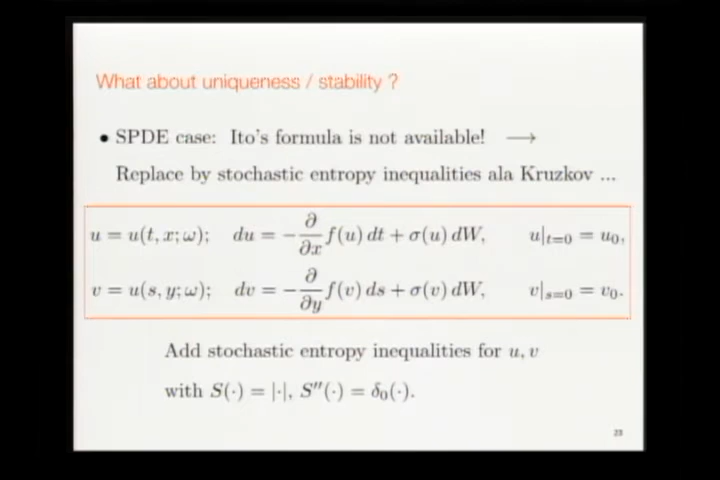 What about uniqueness / stability ?
• SPDE case: Ito's formula is not available! ⟶
Replace by stochastic entropy inequalities ala Kruzkov ...
u = u(t, x; ω); du = −∂/∂x f(u) dt + σ(u) dW, u|t=0 = u0,
v = u(s, y; ω); dv = −∂/∂y f(v) ds + σ(v) dW, v|s=0 = v0.
Add stochastic entropy inequalities for u, v
with S(·) = |·|, S″(·) = δ0(·).
23